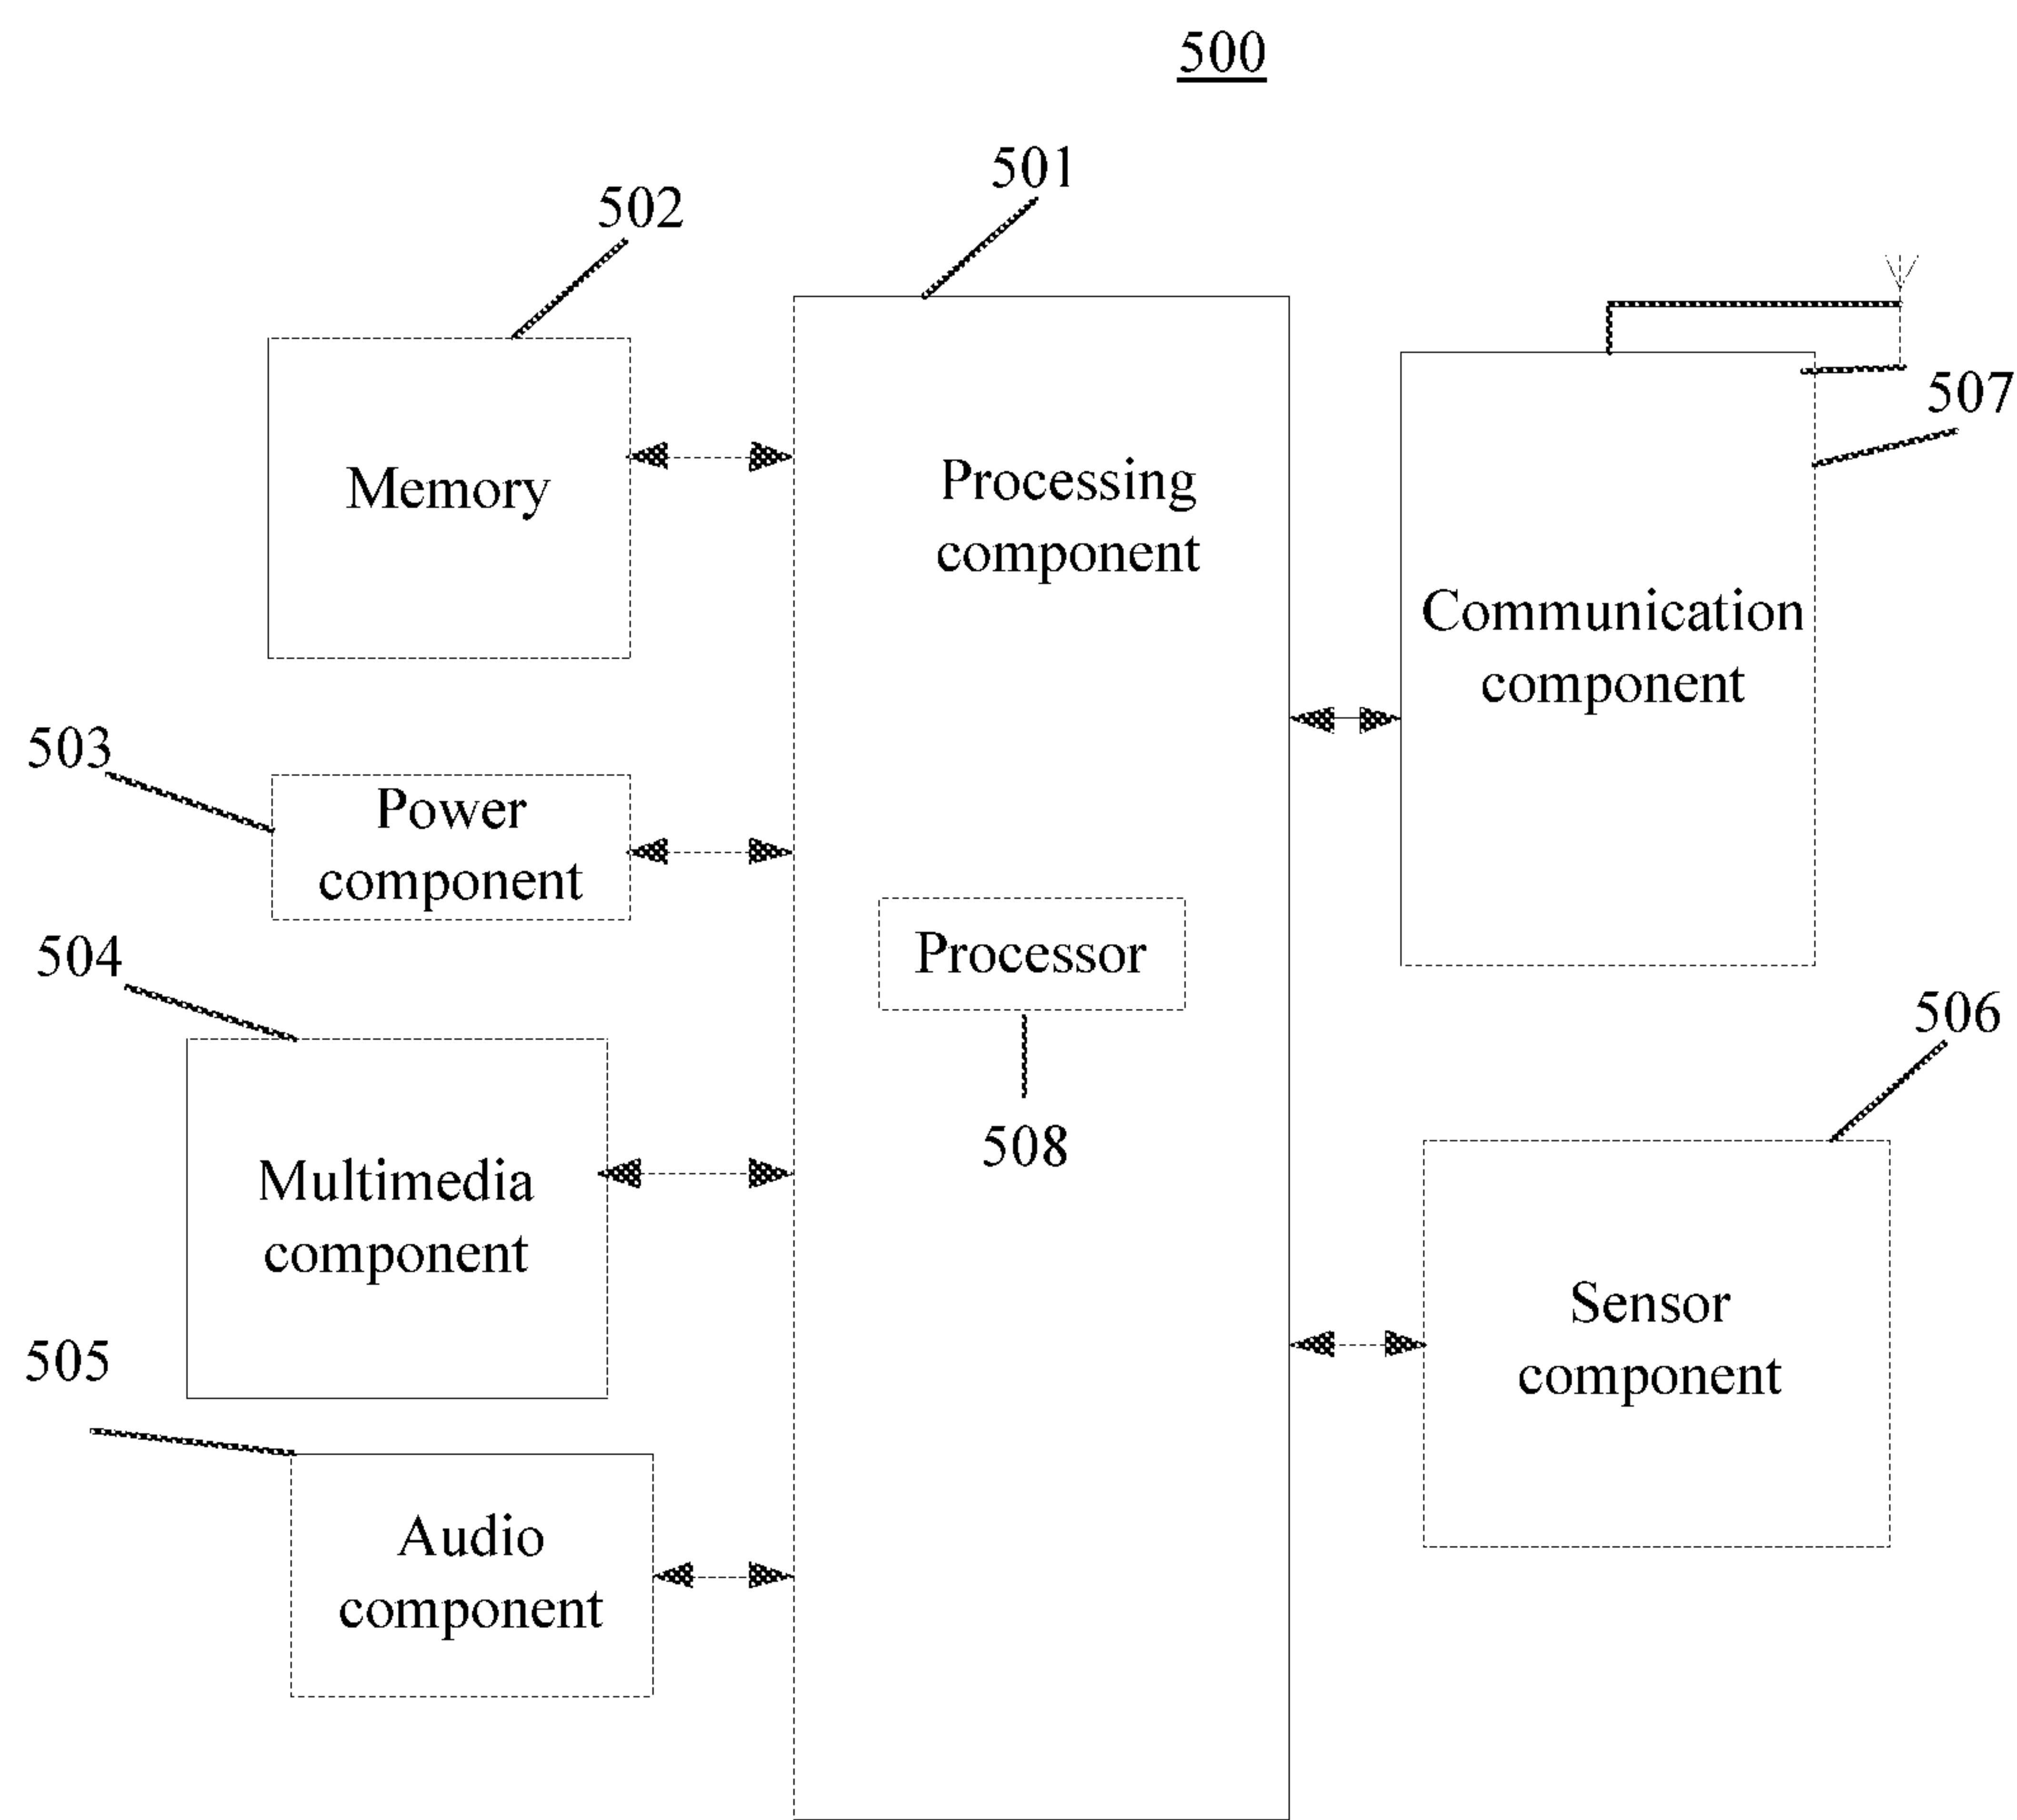 500
501
502
Memory
Processing
component
507
Communication
component
503
Power
component
504
Processor
508
506
Multimedia
component
Sensor
component
505
Audio
component